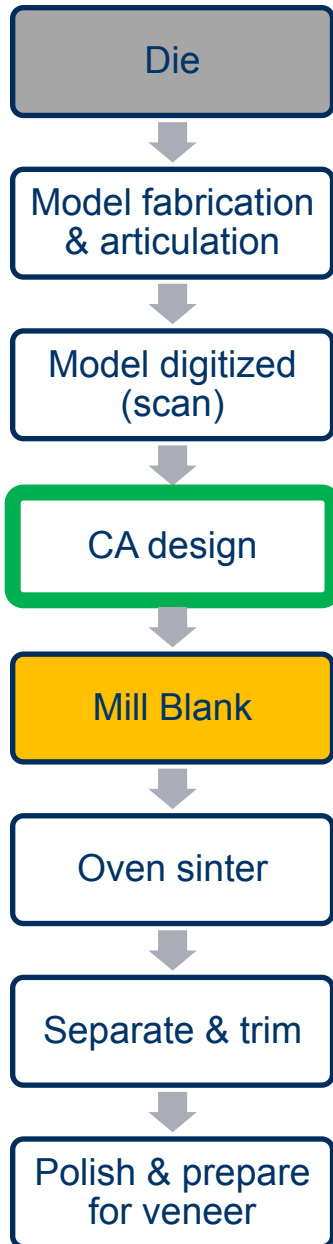 Die
Model fabrication
& articulation
Model digitized
(scan)
CA design
Mill Blank
Oven sinter
Separate & trim
Polish & prepare
for veneer